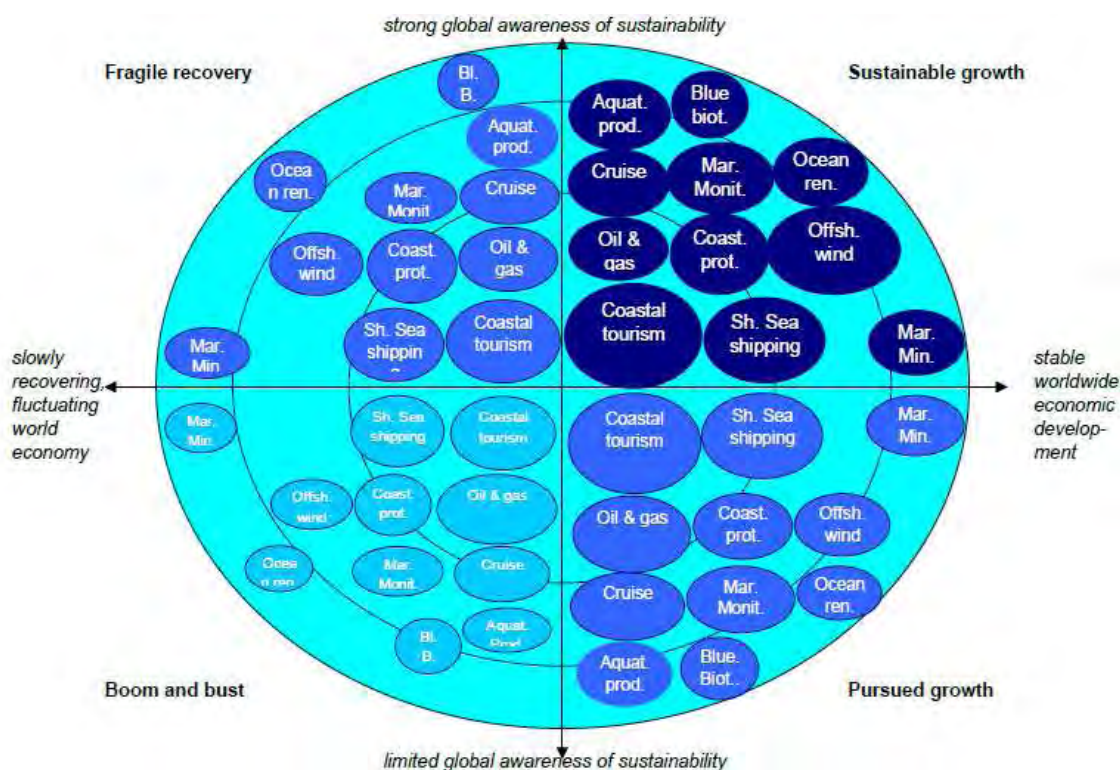 strong global awareness of sustainability
Fragile recovery
Sustainable growth
Bl.
B.
Aquat.
prod.
Ocea
n ren.
Mar.
Monit
Cruise
Offsh.
wind
Coast.
prot.
Oil &
gas
Mar.
Min
Sh. Sea
shippin
Coastal
tourism
Aquat.
prod.
Blue
biot.
Cruise
Mar.
Monit.
Ocean
ren.
Oil &
gas
Coast.
prot.
Offsh.
wind
Coastal
tourism
Sh. Sea
shipping
Mar.
Min.
slowly
recovering,
fluctuating
world
economy
stable
worldwide
economic
develop-
ment
Mar.
Min.
Sh. Sea
shipping
Coastal
tourism
Offsh.
wind
Coast.
prot.
Oil & gas
Ocea
n ren
Mar.
Monit.
Cruise
Bl.
B.
Aquat.
Prod
Coastal
tourism
Sh. Sea
shipping
Mar.
Min.
Oil & gas
Coast.
prot.
Offsh.
wind
Cruise
Mar.
Monit.
Ocean
ren.
Aquat.
prod.
Blue.
Biot..
Boom and bust
Pursued growth
limited global awareness of sustainability